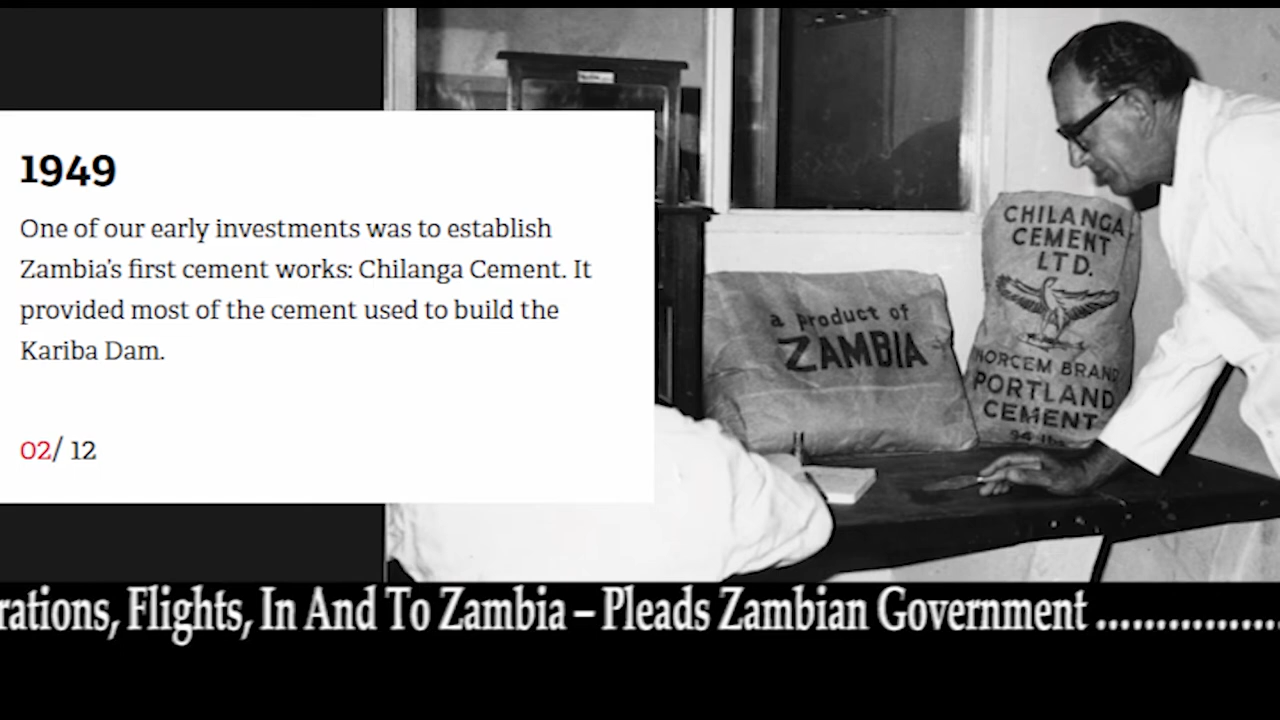 1949
One of our early investments was to establish
Zambia's first cement works: Chilanga Cement. It
provided most of the cement used to build the
Kariba Dam.
02/ 12
a product of
ZAMBIA
CHILANGA
CEMENT
LTD.
NORCEM BRAND
PORTLAND
CEMENT
94 lbs.
rations, Flights, In And To Zambia – Pleads Zambian Government ................